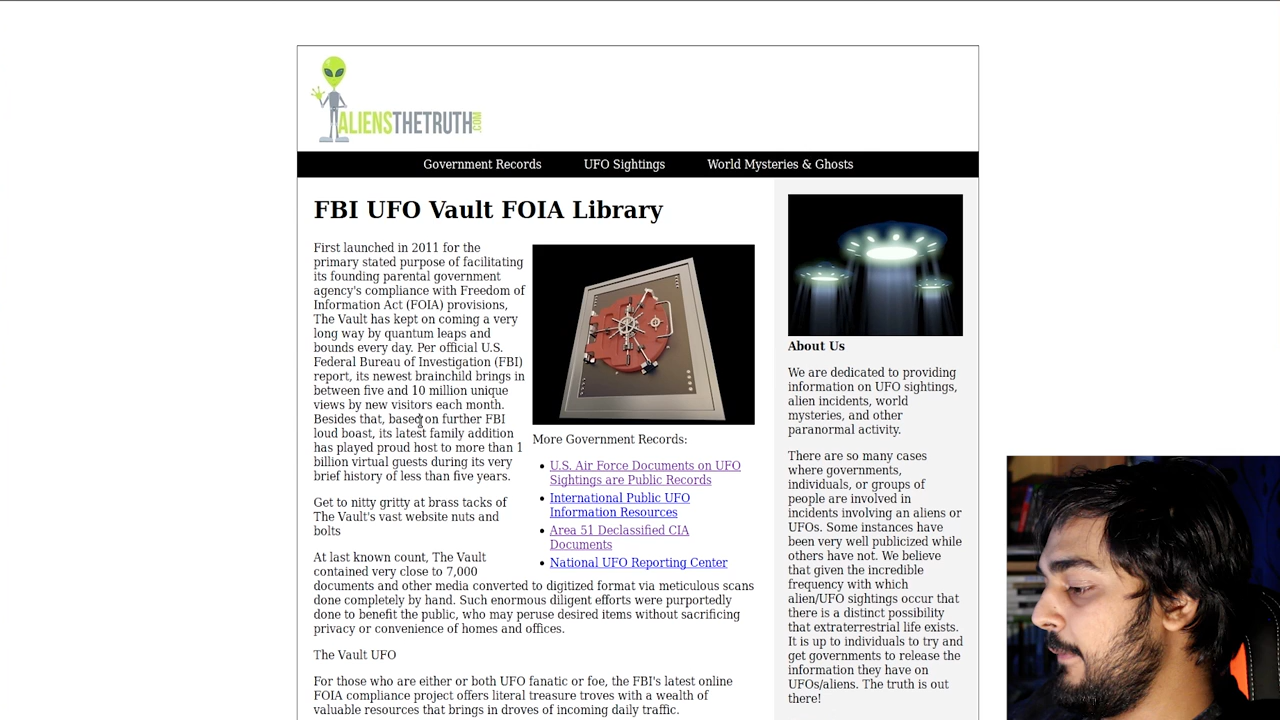 ALIENSTHETRUTH.COM
Government Records
UFO Sightings
World Mysteries & Ghosts
FBI UFO Vault FOIA Library
First launched in 2011 for the
primary stated purpose of facilitating
its founding parental government
agency's compliance with Freedom of
Information Act (FOIA) provisions,
The Vault has kept on coming a very
long way by quantum leaps and
bounds every day. Per official U.S.
Federal Bureau of Investigation (FBI)
report, its newest brainchild brings in
between five and 10 million unique
views by new visitors each month.
Besides that, based on further FBI
loud boast, its latest family addition
has played proud host to more than 1
billion virtual guests during its very
brief history of less than five years.
Get to nitty gritty at brass tacks of
The Vault's vast website nuts and
bolts
At last known count, The Vault
contained very close to 7,000
documents and other media converted to digitized format via meticulous scans
done completely by hand. Such enormous diligent efforts were purportedly
done to benefit the public, who may peruse desired items without sacrificing
privacy or convenience of homes and offices.
The Vault UFO
For those who are either or both UFO fanatic or foe, the FBI's latest online
FOIA compliance project offers literal treasure troves with a wealth of
valuable resources that brings in droves of incoming daily traffic.
More Government Records:
• U.S. Air Force Documents on UFO
Sightings are Public Records
• International Public UFO
Information Resources
• Area 51 Declassified CIA
Documents
• National UFO Reporting Center
About Us
We are dedicated to providing
information on UFO sightings,
alien incidents, world
mysteries, and other
paranormal activity.
There are so many cases
where governments,
individuals, or groups of
people are involved in
incidents involving an aliens or
UFOs. Some instances have
been very well publicized while
others have not. We believe
that given the incredible
frequency with which
alien/UFO sightings occur that
there is a distinct possibility
that extraterrestrial life exists.
It is up to individuals to try and
get governments to release the
information they have on
UFOs/aliens. The truth is out
there!